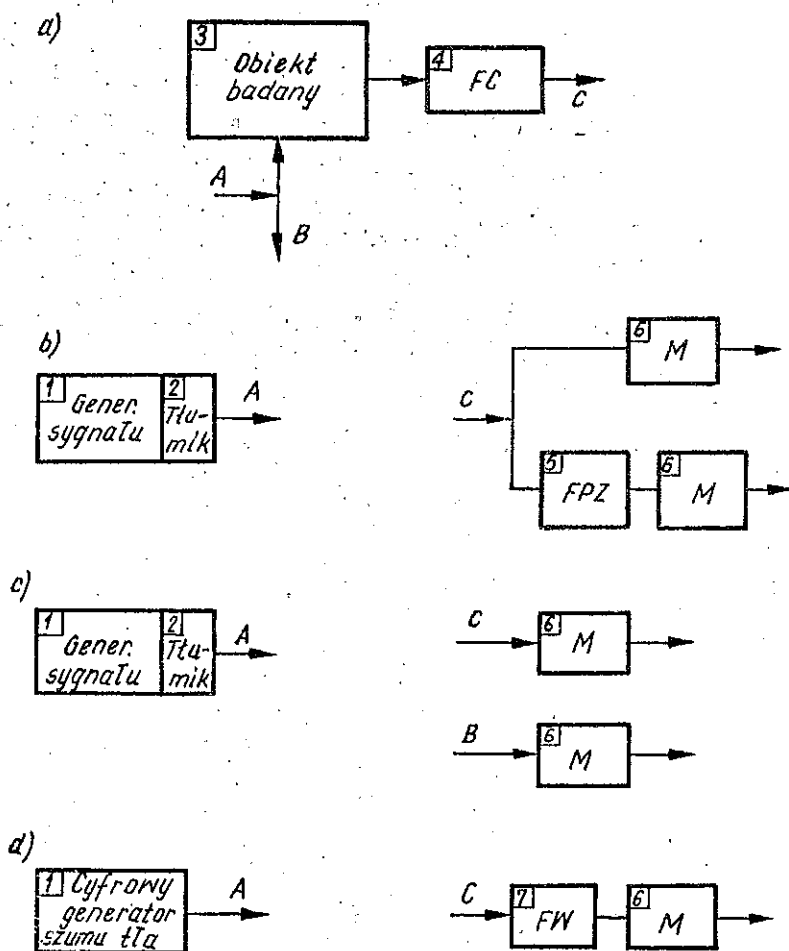 a)
3
Obiekt
badany
4
FC
C
A
B
b)
1
Gener.
sygnału
2
Tłu-
mik
A
C
6
M
5
FPZ
6
M
c)
1
Gener.
sygnału
2
Tłu-
mik
A
C
6
M
B
6
M
d)
1 Cyfrowy
generator
szumu tła
A
C
7
FW
6
M